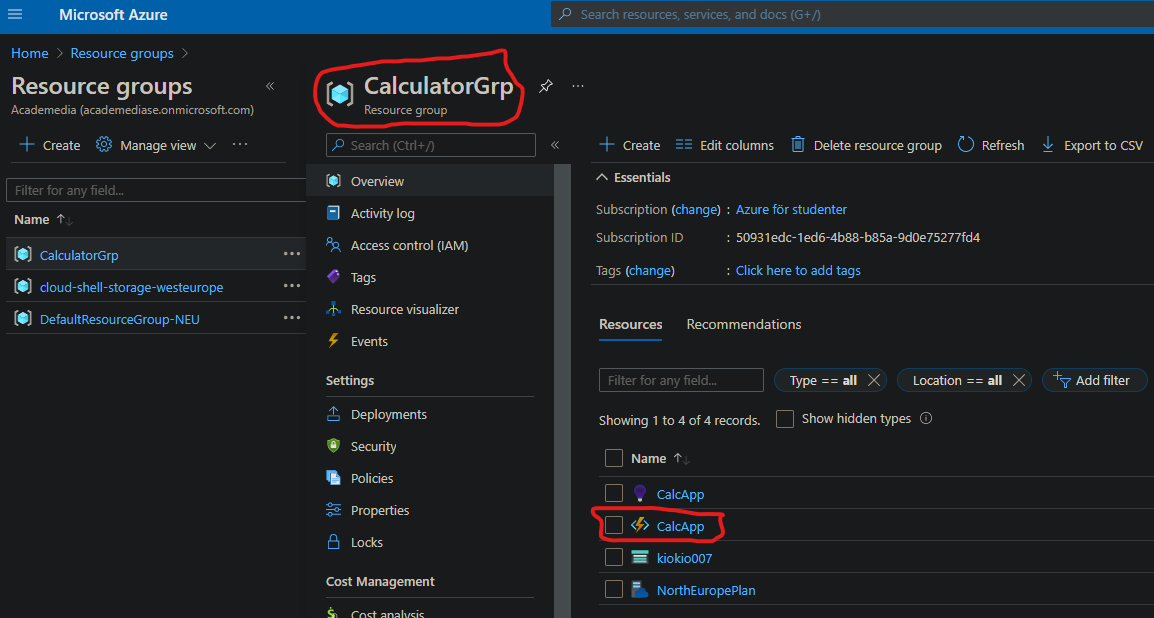 Microsoft Azure
Search resources, services, and docs (G+/)
Home > Resource groups >
Resource groups
«
Academedia (academediase.onmicrosoft.com)
+ Create
Manage view
...
Filter for any field...
Name ↑↓
CalculatorGrp ...
cloud-shell-storage-westeurope ...
DefaultResourceGroup-NEU ...
CalculatorGrp
...
Resource group
Search (Ctrl+/)
«
Overview
Activity log
Access control (IAM)
Tags
Resource visualizer
Events
Settings
Deployments
Security
Policies
Properties
Locks
Cost Management
Cost analysis
+ Create
Edit columns
Delete resource group
Refresh
Export to CSV
Essentials
Subscription (change) : Azure för studenter
Subscription ID : 50931edc-1ed6-4b88-b85a-9d0e75277fd4
Tags (change) : Click here to add tags
Resources
Recommendations
Filter for any field...
Type == all
Location == all
Add filter
Showing 1 to 4 of 4 records.
Show hidden types
Name ↑↓
CalcApp
CalcApp
kiokio007
NorthEuropePlan